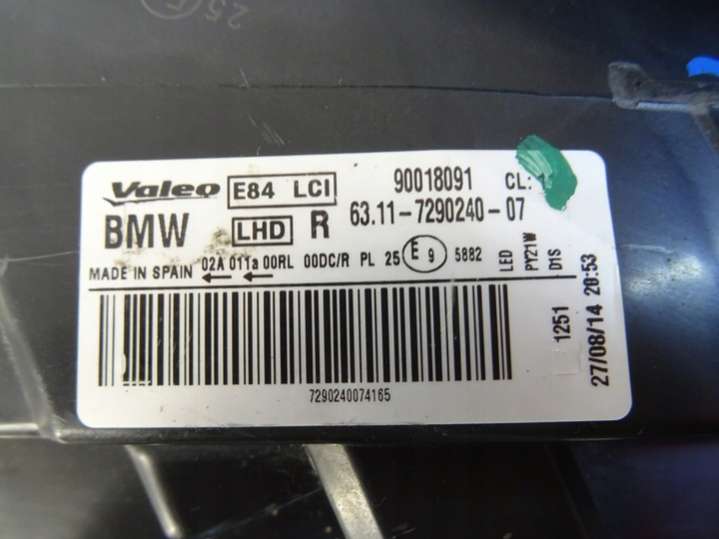 Valeo E84 LCI 90018091 CL:
BMW LHD R 63.11-7290240-07
MADE IN SPAIN 02A 011a 00RL 00DC/R PL 25 E 9 5882
LED
PY21W
D1S
1251
27/08/14 20:53
7290240074165
25